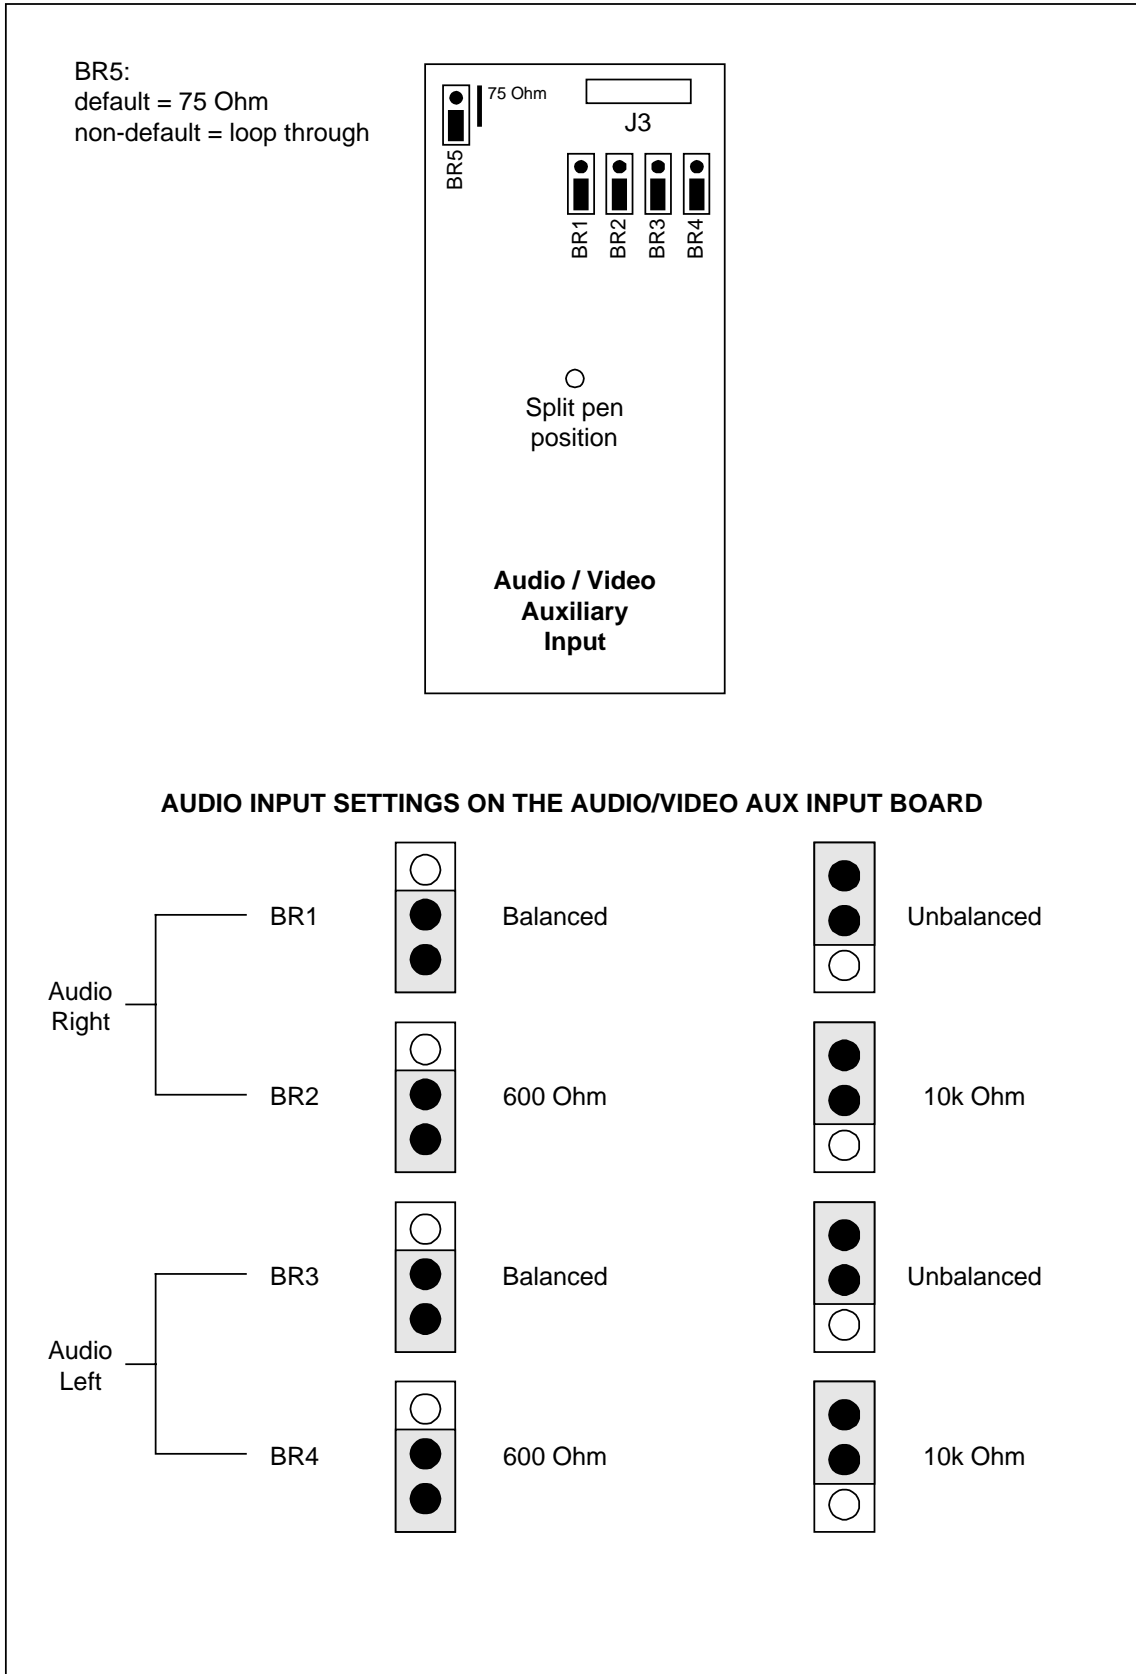 BR5:
default = 75 Ohm
non-default = loop through
75 Ohm
J3
BR5
BR1
BR2
BR3
BR4
Split pen
position
Audio / Video
Auxiliary
Input
AUDIO INPUT SETTINGS ON THE AUDIO/VIDEO AUX INPUT BOARD
Audio
Right
BR1
Balanced
Unbalanced
BR2
600 Ohm
10k Ohm
Audio
Left
BR3
Balanced
Unbalanced
BR4
600 Ohm
10k Ohm